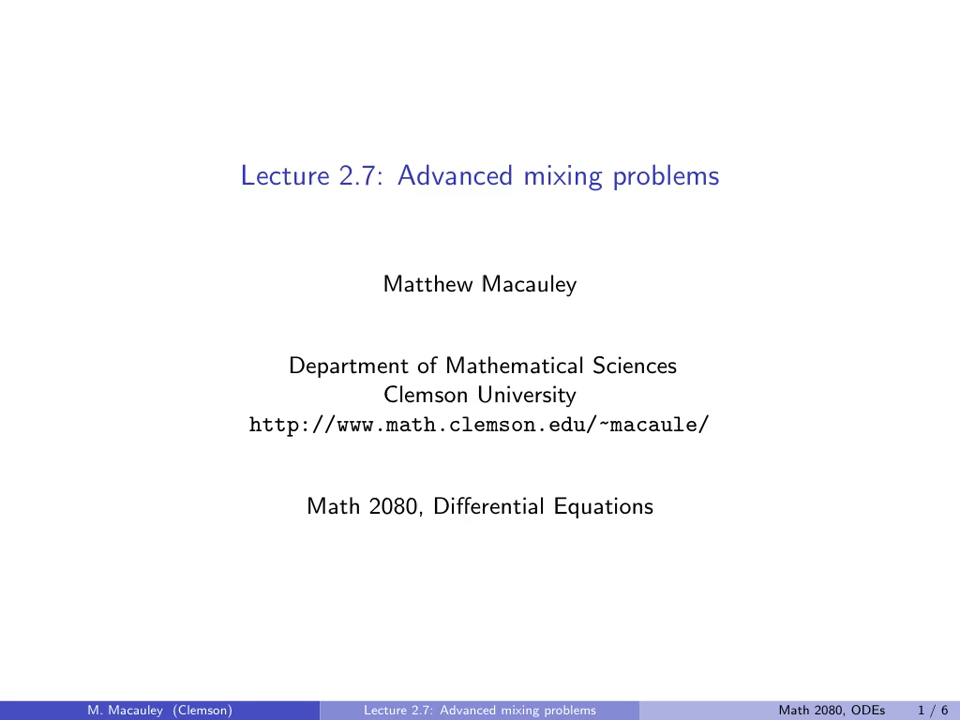 Lecture 2.7: Advanced mixing problems
Matthew Macauley
Department of Mathematical Sciences
Clemson University
http://www.math.clemson.edu/~macaule/
Math 2080, Differential Equations
M. Macauley (Clemson) Lecture 2.7: Advanced mixing problems Math 2080, ODEs 1 / 6